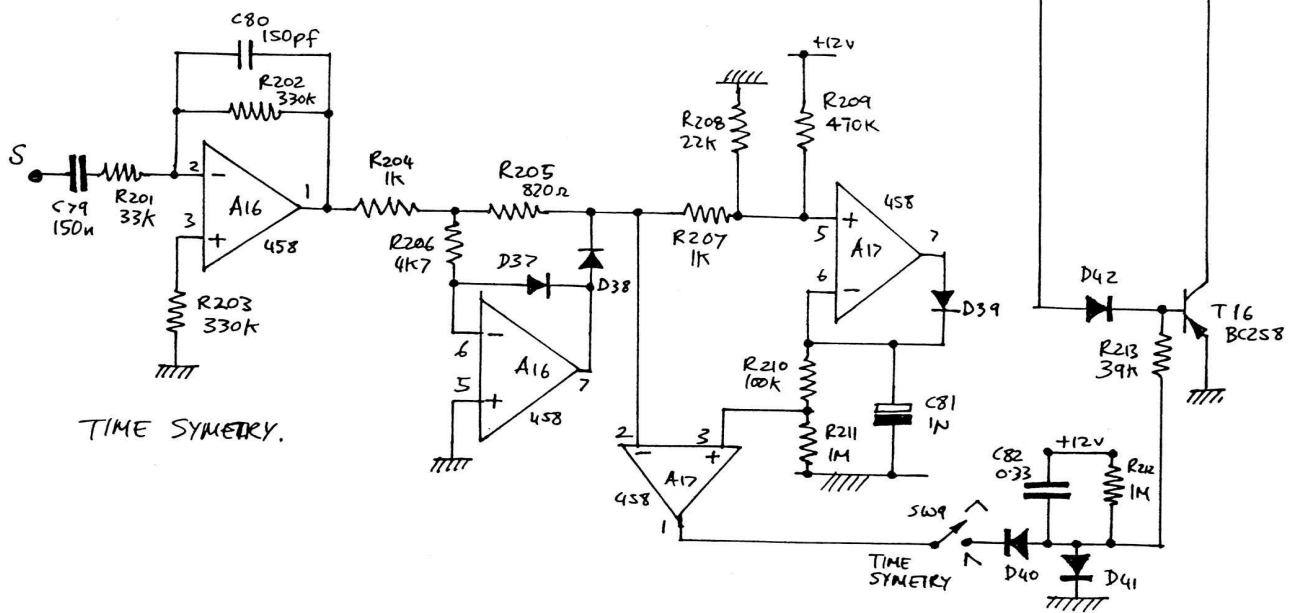 C80
150pf
R202
330K
S
C79
150n
R201
33K
2
-
3
+
1
A16
458
R203
330K
R204
1K
R205
820Ω
R206
4K7
D37
D38
6
-
5
+
A16
7
458
TIME SYMETRY.
R207
1K
R208
22K
+12v
R209
470K
458
5
+
6
-
A17
7
D39
R210
100K
R211
1M
C81
1N
2
-
3
+
A17
458
1
SW9
TIME
SYMETRY
D40
D41
C82
0.33
+12v
R212
1M
D42
R213
39K
T16
BC258